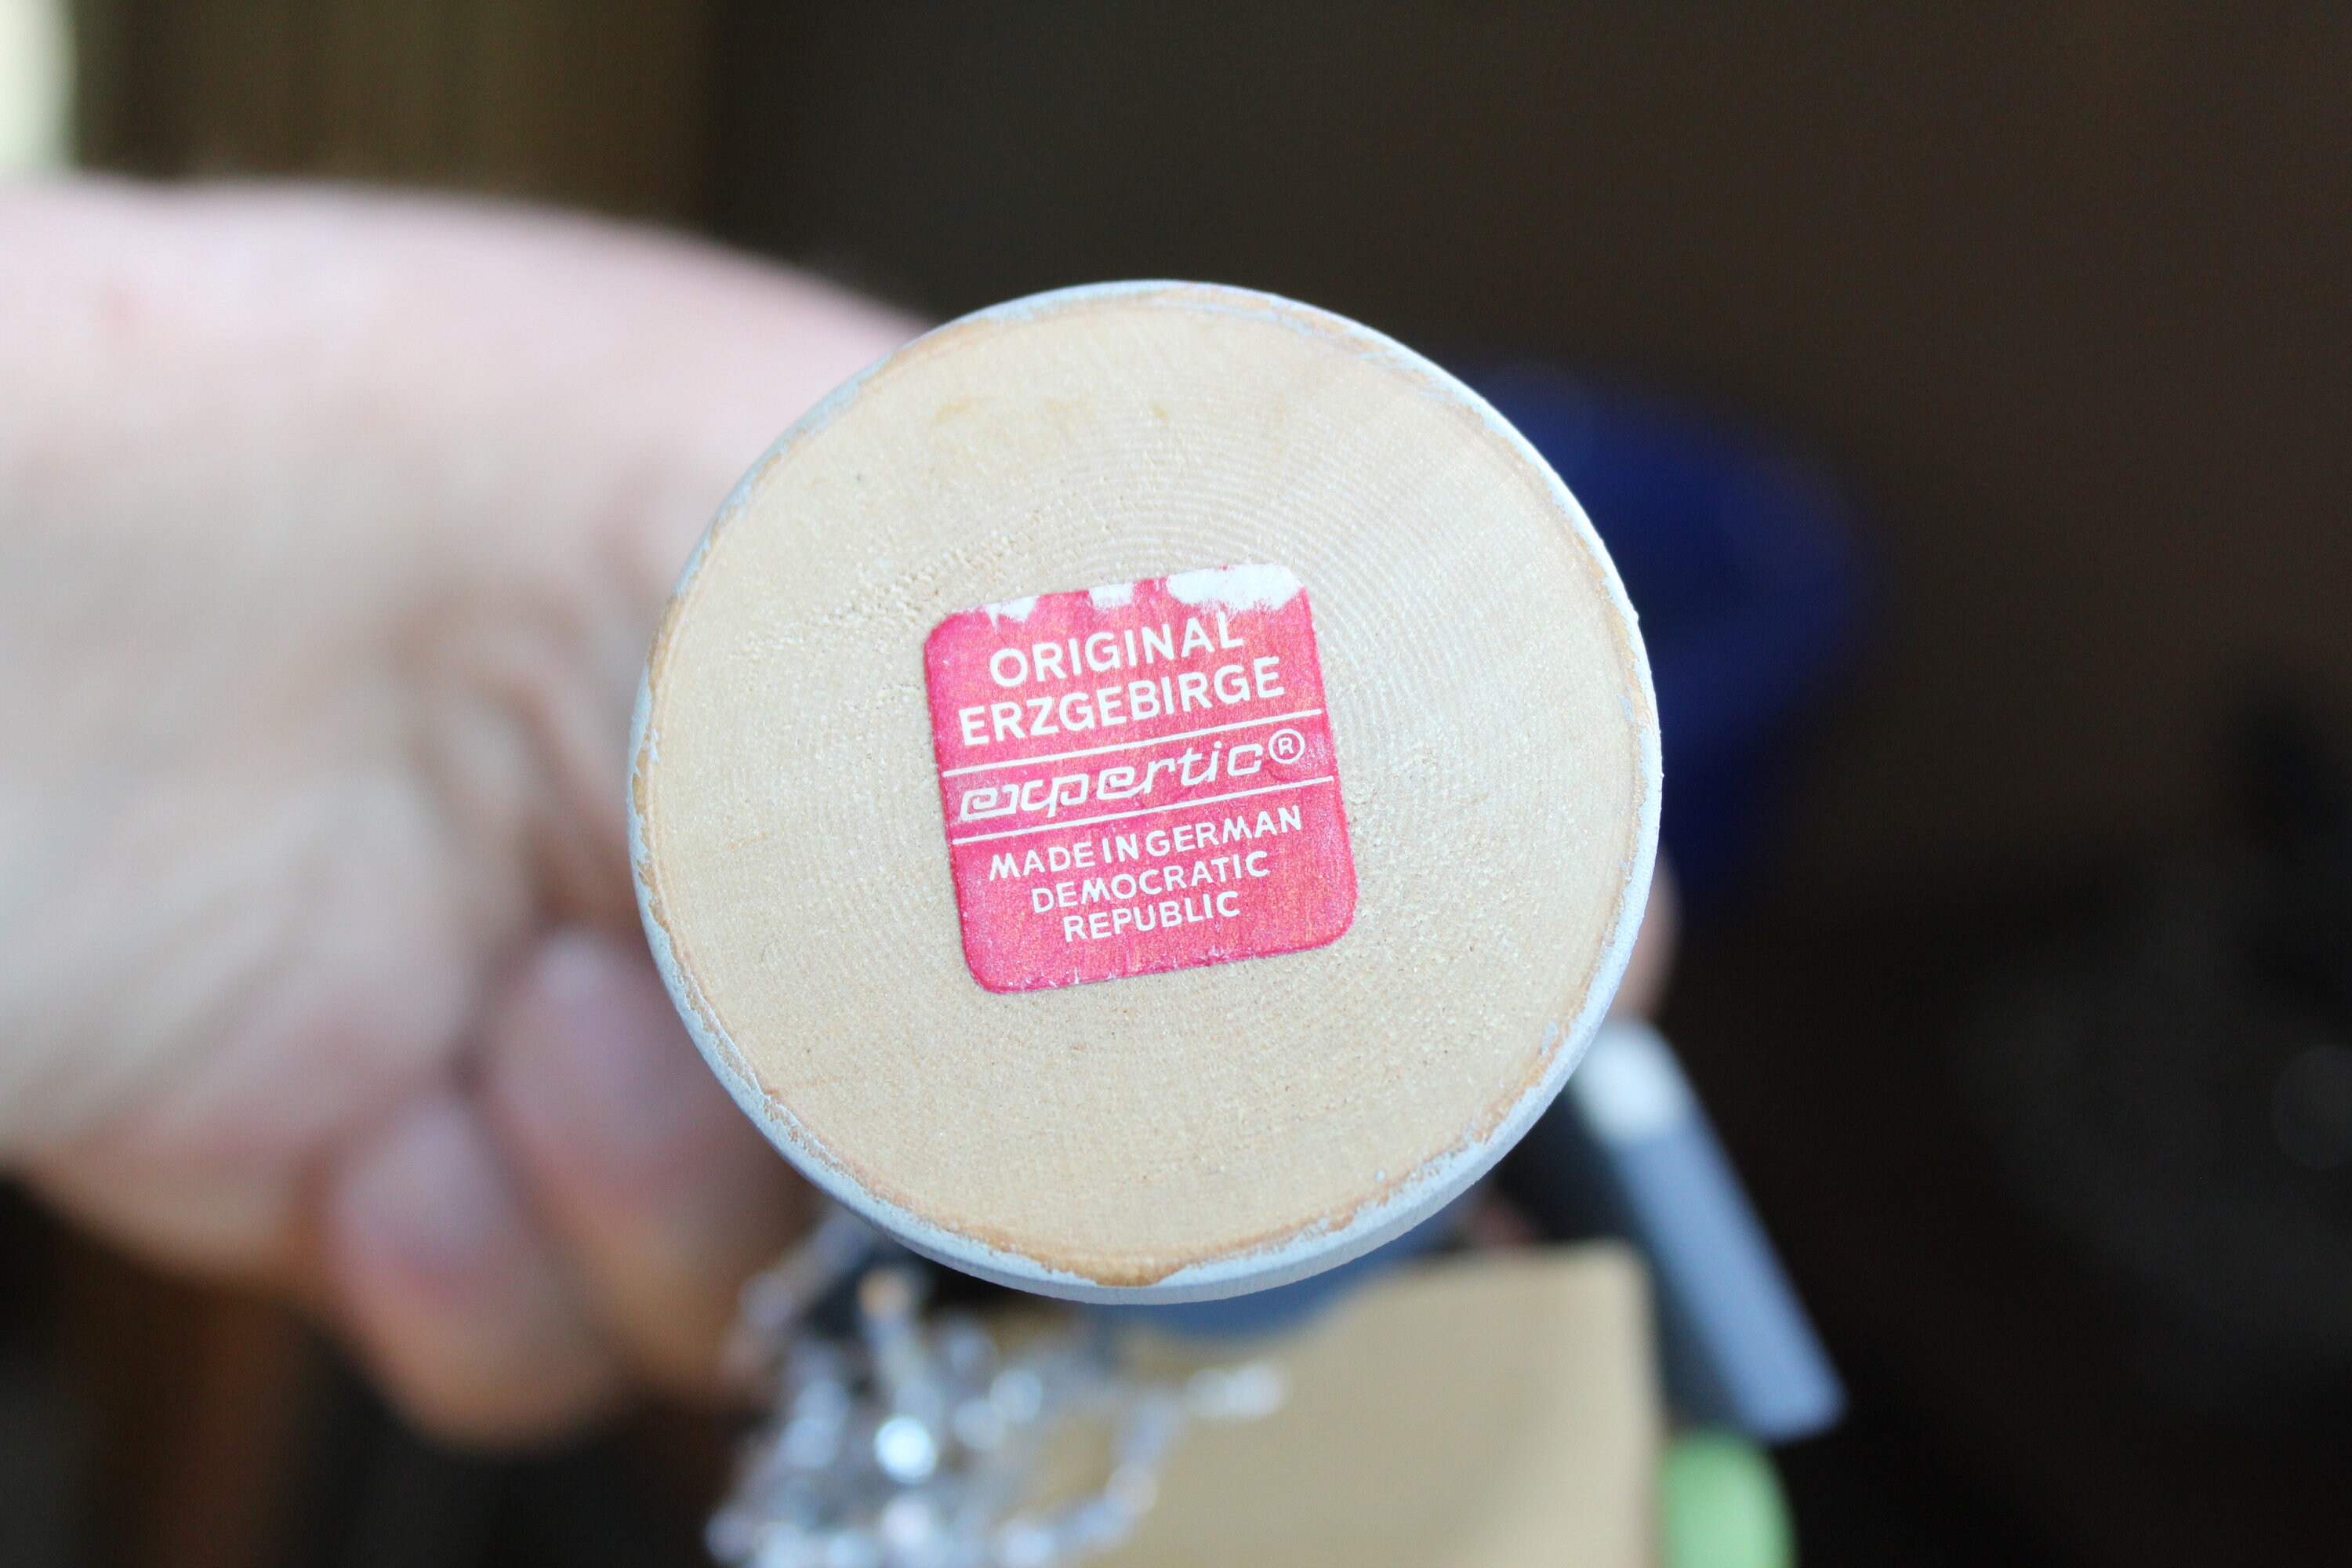 ORIGINAL
ERZGEBIRGE
expertic®
MADE IN GERMAN
DEMOCRATIC
REPUBLIC